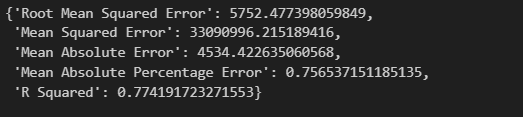 {'Root Mean Squared Error': 5752.477398059849,
'Mean Squared Error': 33090996.215189416,
'Mean Absolute Error': 4534.422635060568,
'Mean Absolute Percentage Error': 0.756537151185135,
'R Squared': 0.774191723271553}